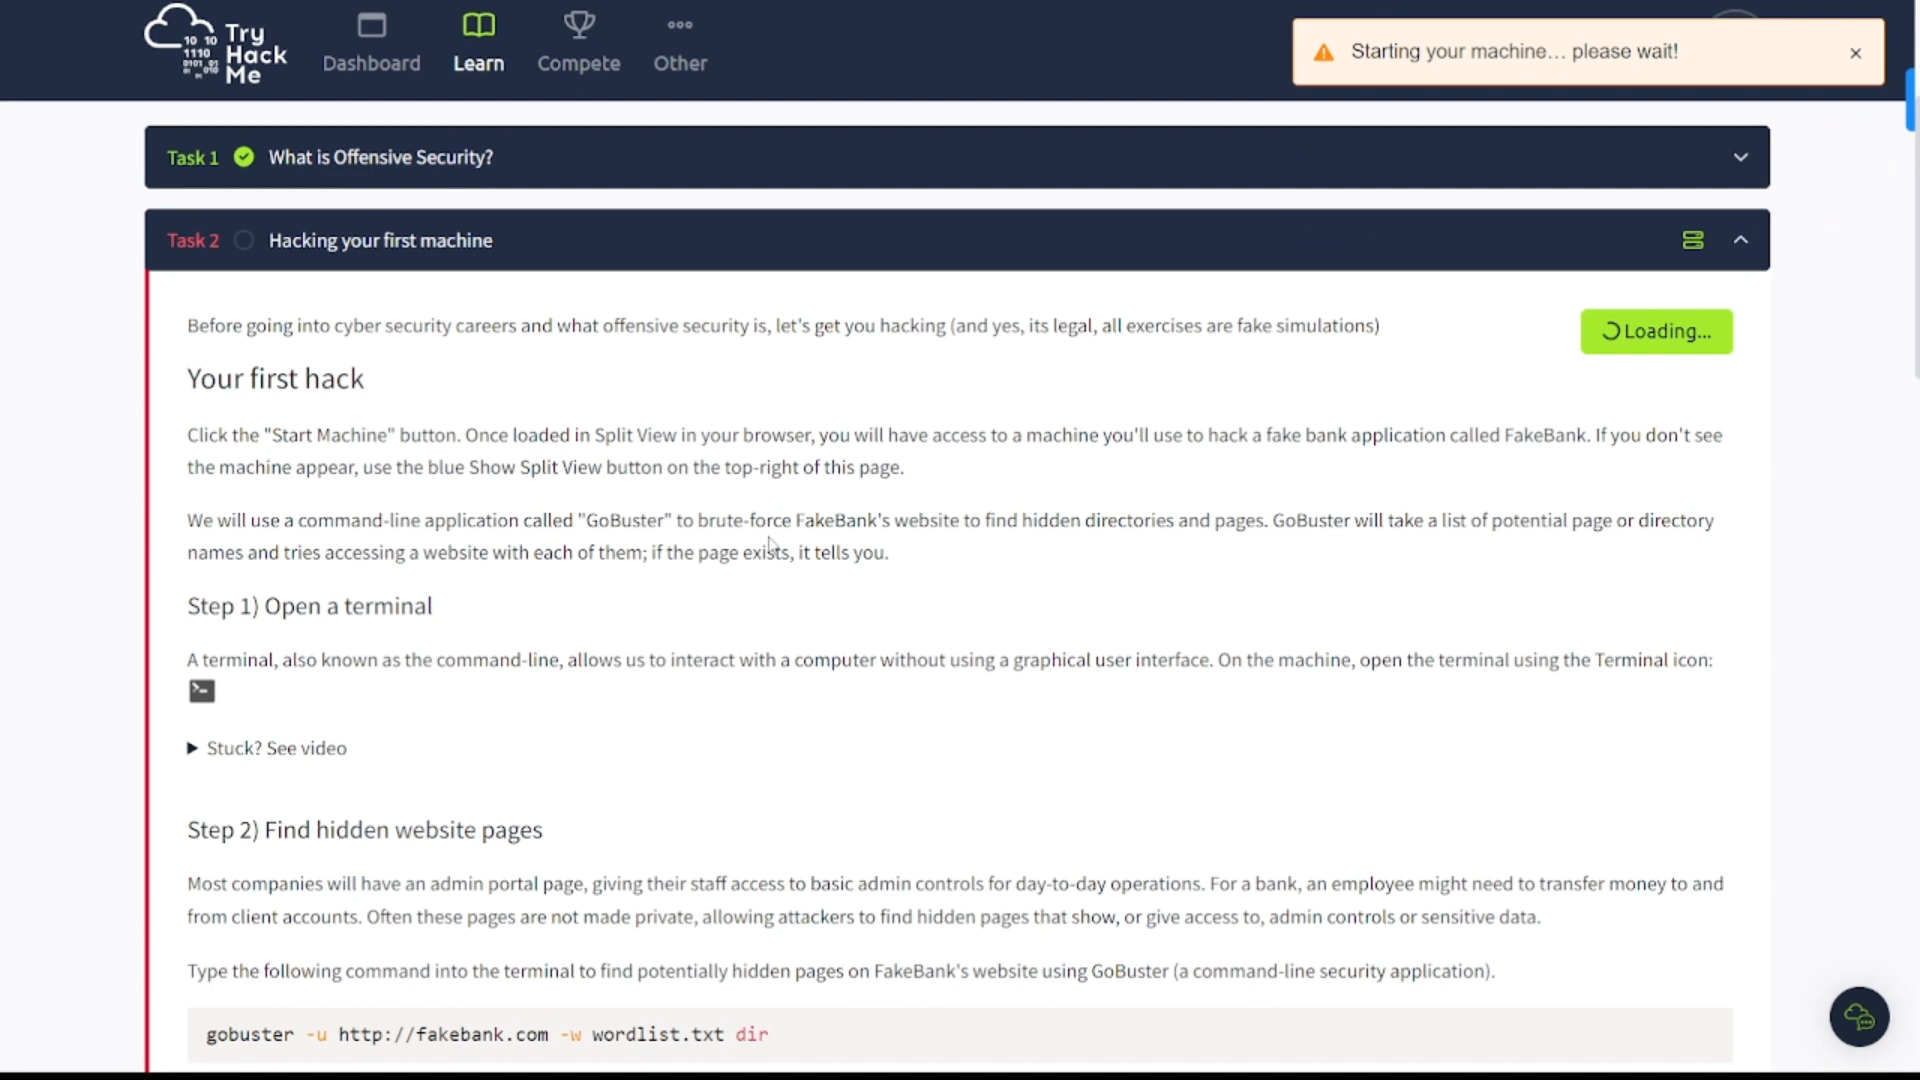 Try
Hack
Me
10 10
1110
0101 01
Dashboard
Learn
Compete
Other
Starting your machine... please wait!
×
Task 1
What is Offensive Security?
Task 2
Hacking your first machine
Before going into cyber security careers and what offensive security is, let's get you hacking (and yes, its legal, all exercises are fake simulations)
Loading...
Your first hack
Click the "Start Machine" button. Once loaded in Split View in your browser, you will have access to a machine you'll use to hack a fake bank application called FakeBank. If you don't see
the machine appear, use the blue Show Split View button on the top-right of this page.
We will use a command-line application called "GoBuster" to brute-force FakeBank's website to find hidden directories and pages. GoBuster will take a list of potential page or directory
names and tries accessing a website with each of them; if the page exists, it tells you.
Step 1) Open a terminal
A terminal, also known as the command-line, allows us to interact with a computer without using a graphical user interface. On the machine, open the terminal using the Terminal icon:
Stuck? See video
Step 2) Find hidden website pages
Most companies will have an admin portal page, giving their staff access to basic admin controls for day-to-day operations. For a bank, an employee might need to transfer money to and
from client accounts. Often these pages are not made private, allowing attackers to find hidden pages that show, or give access to, admin controls or sensitive data.
Type the following command into the terminal to find potentially hidden pages on FakeBank's website using GoBuster (a command-line security application).
gobuster -u http://fakebank.com -w wordlist.txt dir